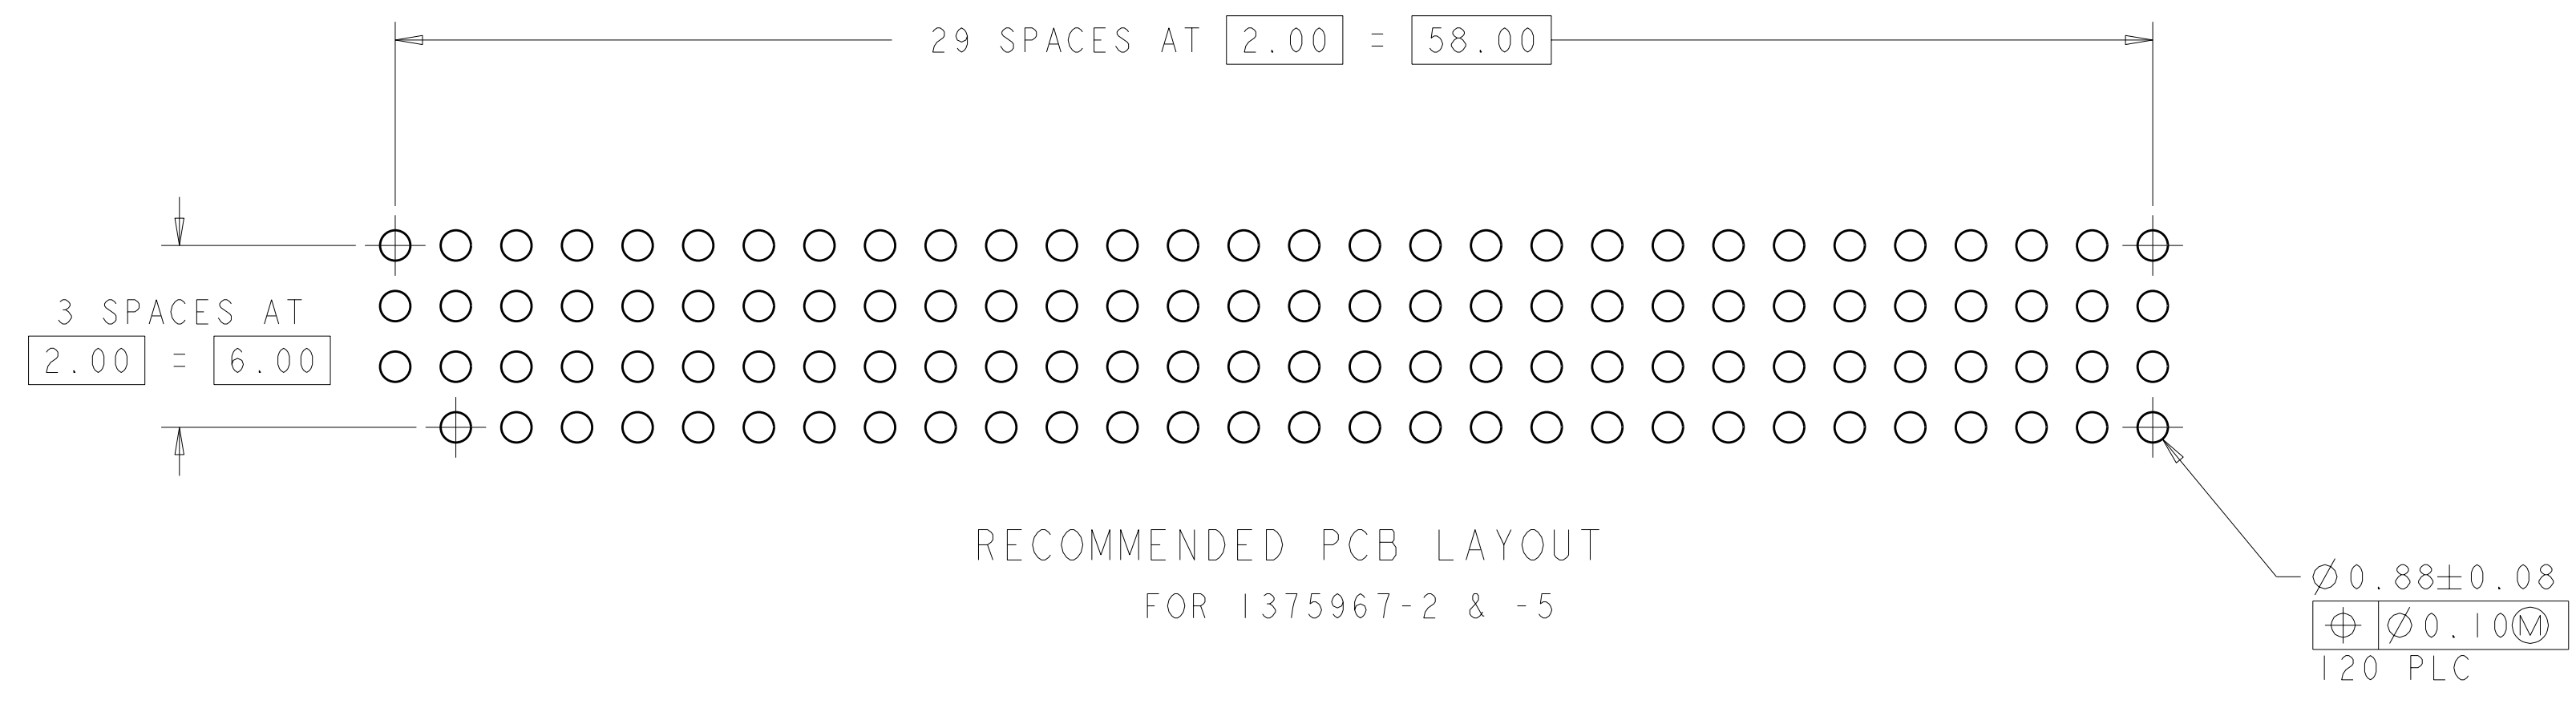 29 SPACES AT 2.00 = 58.00
3 SPACES AT
2.00 = 6.00
RECOMMENDED PCB LAYOUT
FOR 1375967-2 & -5
Ø0.88±0.08
⌖ Ø0.10Ⓜ
120 PLC